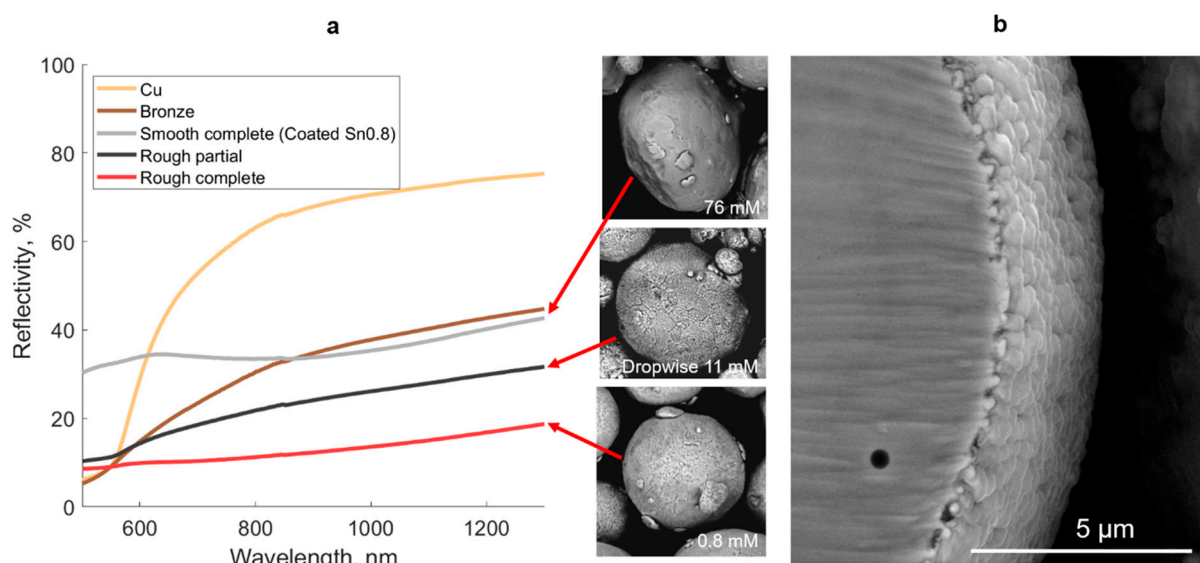 a
b
100
80
60
40
20
0
Reflectivity, %
Cu
Bronze
Smooth complete (Coated Sn0.8)
Rough partial
Rough complete
600
800
1000
1200
Wavelength, nm
76 mM
Dropwise 11 mM
0.8 mM
5 µm